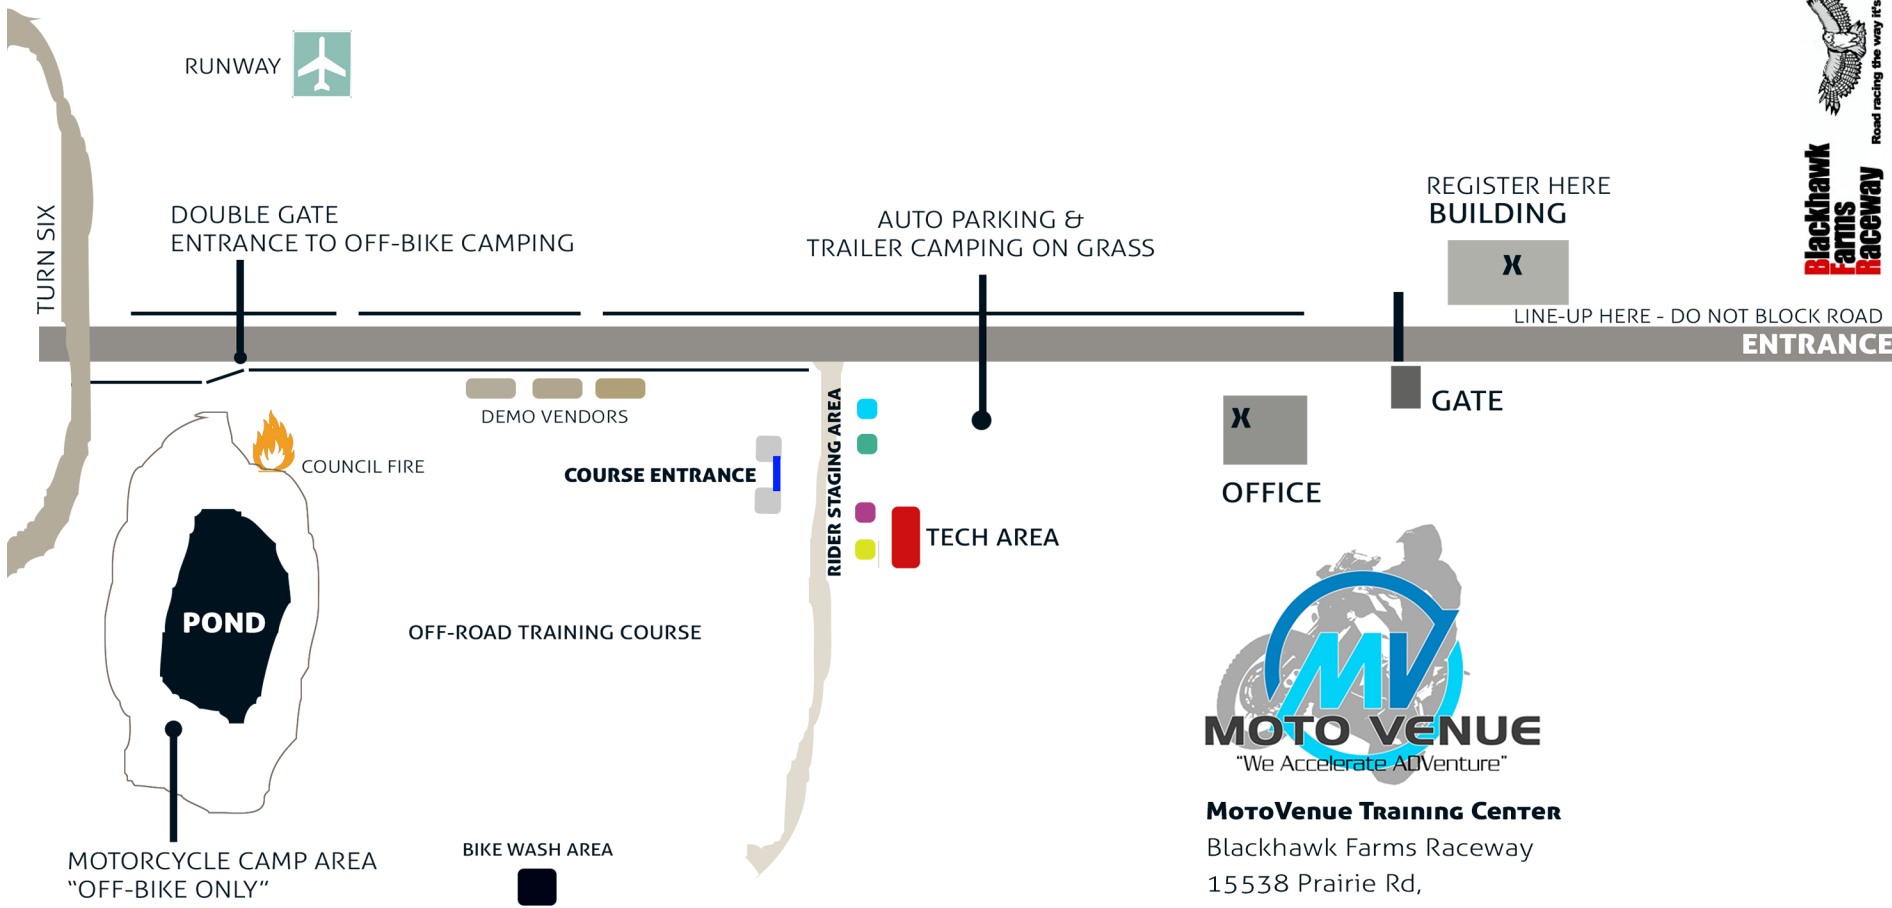 RUNWAY
Blackhawk
Farms
Raceway
Road racing the way it's
TURN SIX
DOUBLE GATE
ENTRANCE TO OFF-BIKE CAMPING
AUTO PARKING &
TRAILER CAMPING ON GRASS
REGISTER HERE
BUILDING
X
LINE-UP HERE - DO NOT BLOCK ROAD
ENTRANCE
GATE
X
OFFICE
DEMO VENDORS
COUNCIL FIRE
COURSE ENTRANCE
RIDER STAGING AREA
TECH AREA
POND
OFF-ROAD TRAINING COURSE
MV
MOTO VENUE
"We Accelerate ADVenture"
MotoVenue Training Center
Blackhawk Farms Raceway
15538 Prairie Rd,
MOTORCYCLE CAMP AREA
"OFF-BIKE ONLY"
BIKE WASH AREA